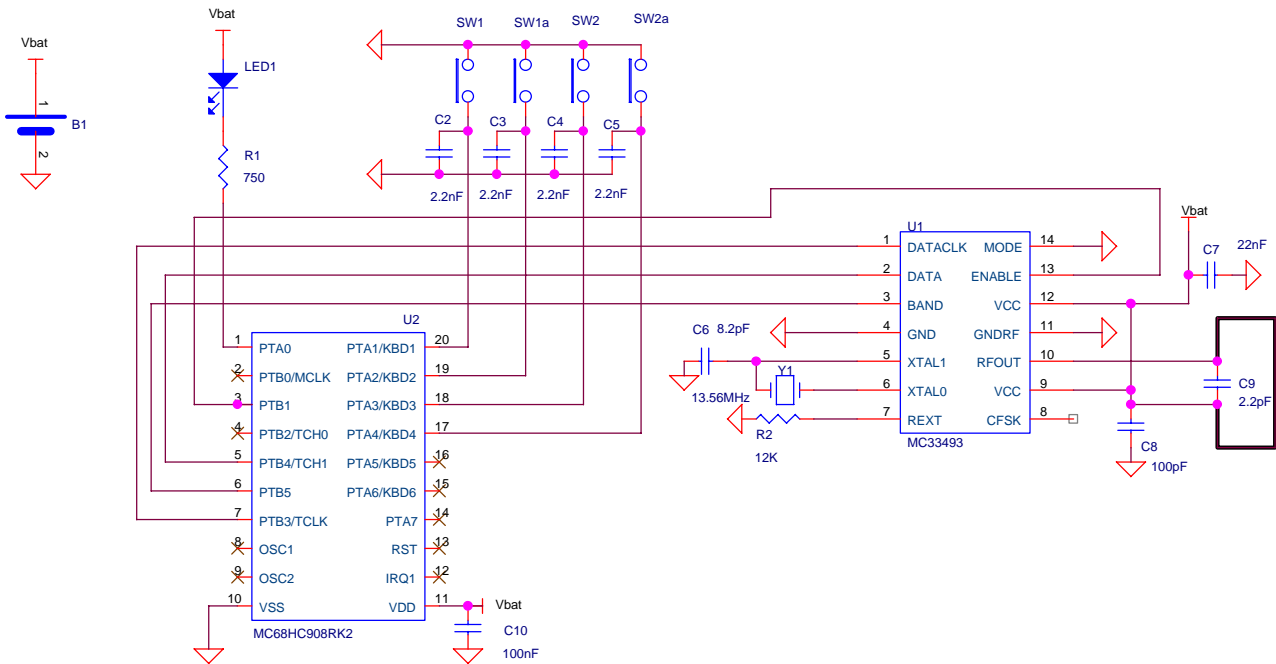 Vbat
Vbat
1
B1
2
LED1
R1
750
SW1
SW1a
SW2
SW2a
C2
C3
C4
C5
2.2nF
2.2nF
2.2nF
2.2nF
U2
1 PTA0 PTA1/KBD1 20
2 PTB0/MCLK PTA2/KBD2 19
3 PTB1 PTA3/KBD3 18
4 PTB2/TCH0 PTA4/KBD4 17
5 PTB4/TCH1 PTA5/KBD5 16
6 PTB5 PTA6/KBD6 15
7 PTB3/TCLK PTA7 14
8 OSC1 RST 13
9 OSC2 IRQ1 12
10 VSS VDD 11
MC68HC908RK2
Vbat
C10
100nF
U1
1 DATACLK MODE 14
2 DATA ENABLE 13
3 BAND VCC 12
4 GND GNDRF 11
5 XTAL1 RFOUT 10
6 XTAL0 VCC 9
7 REXT CFSK 8
MC33493
C6 8.2pF
Y1
13.56MHz
R2
12K
Vbat
C7
22nF
C9
2.2pF
C8
100pF